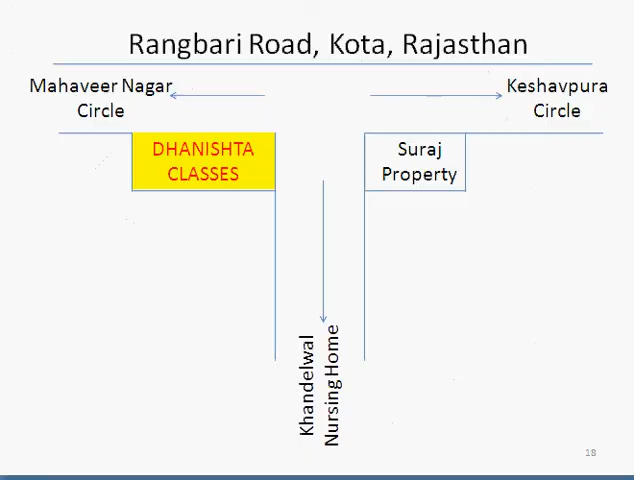 Rangbari Road, Kota, Rajasthan
Mahaveer Nagar
Circle
Keshavpura
Circle
DHANISHTA
CLASSES
Suraj
Property
Khandelwal
Nursing Home
18